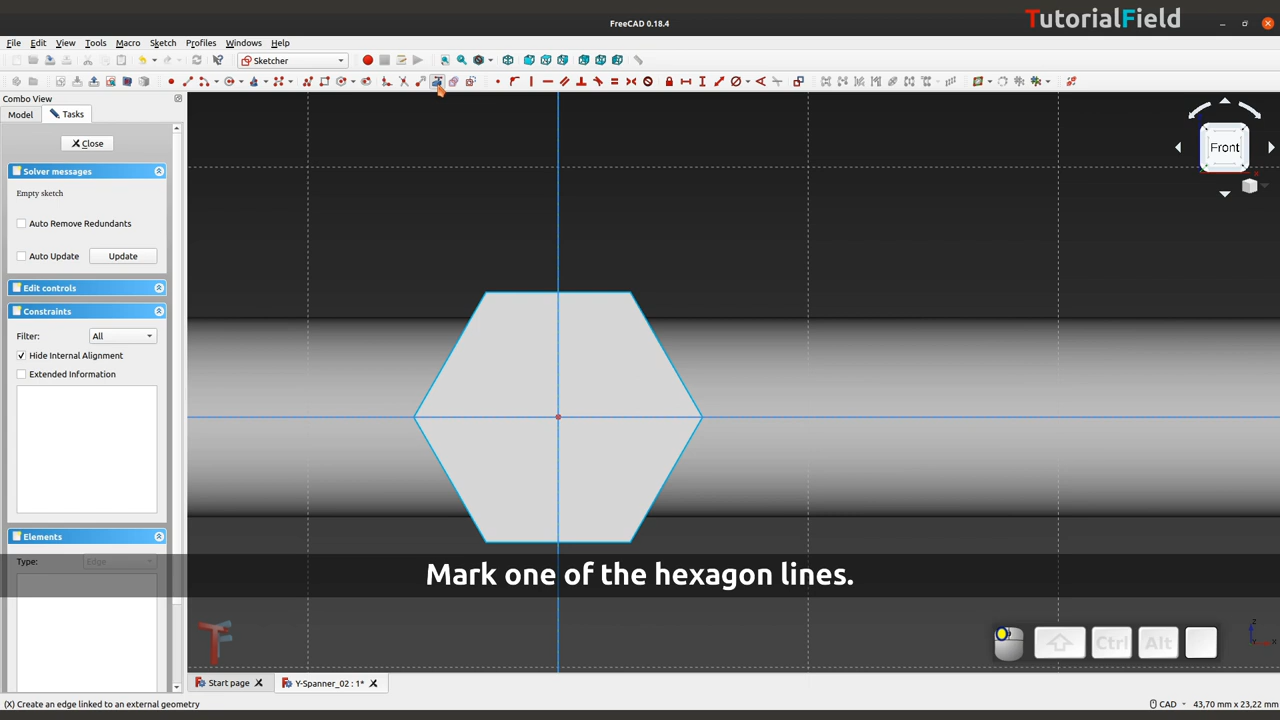 FreeCAD 0.18.4
TutorialField
File Edit View Tools Macro Sketch Profiles Windows Help
Sketcher
Combo View
Model Tasks
Close
Solver messages
Empty sketch
Auto Remove Redundants
Auto Update Update
Edit controls
Constraints
Filter: All
Hide Internal Alignment
Extended Information
Elements
Type: Edge
Front
Mark one of the hexagon lines.
Ctrl Alt
Z
X
Start page Y-Spanner_02 : 1*
(X) Create an edge linked to an external geometry CAD 43,70 mm x 23,22 mm